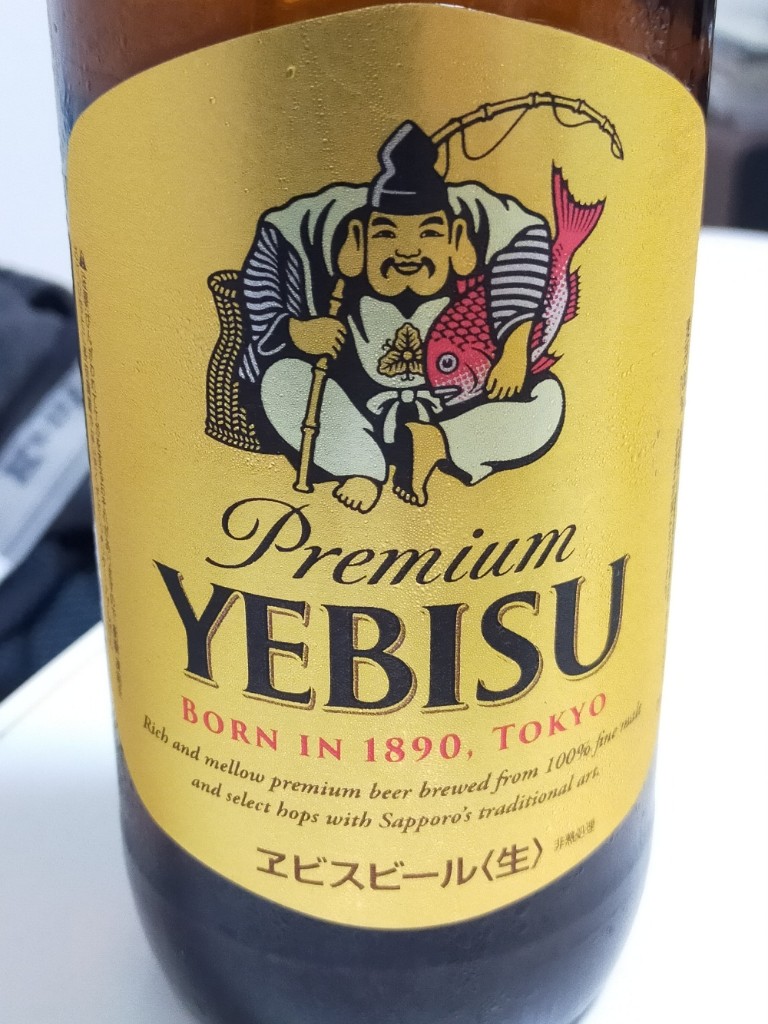 Premium
YEBISU
BORN IN 1890, TOKYO
Rich and mellow premium beer brewed from 100% fine malt
and select hops with Sapporo's traditional art.
ヱビスビール〈生〉 非熱処理